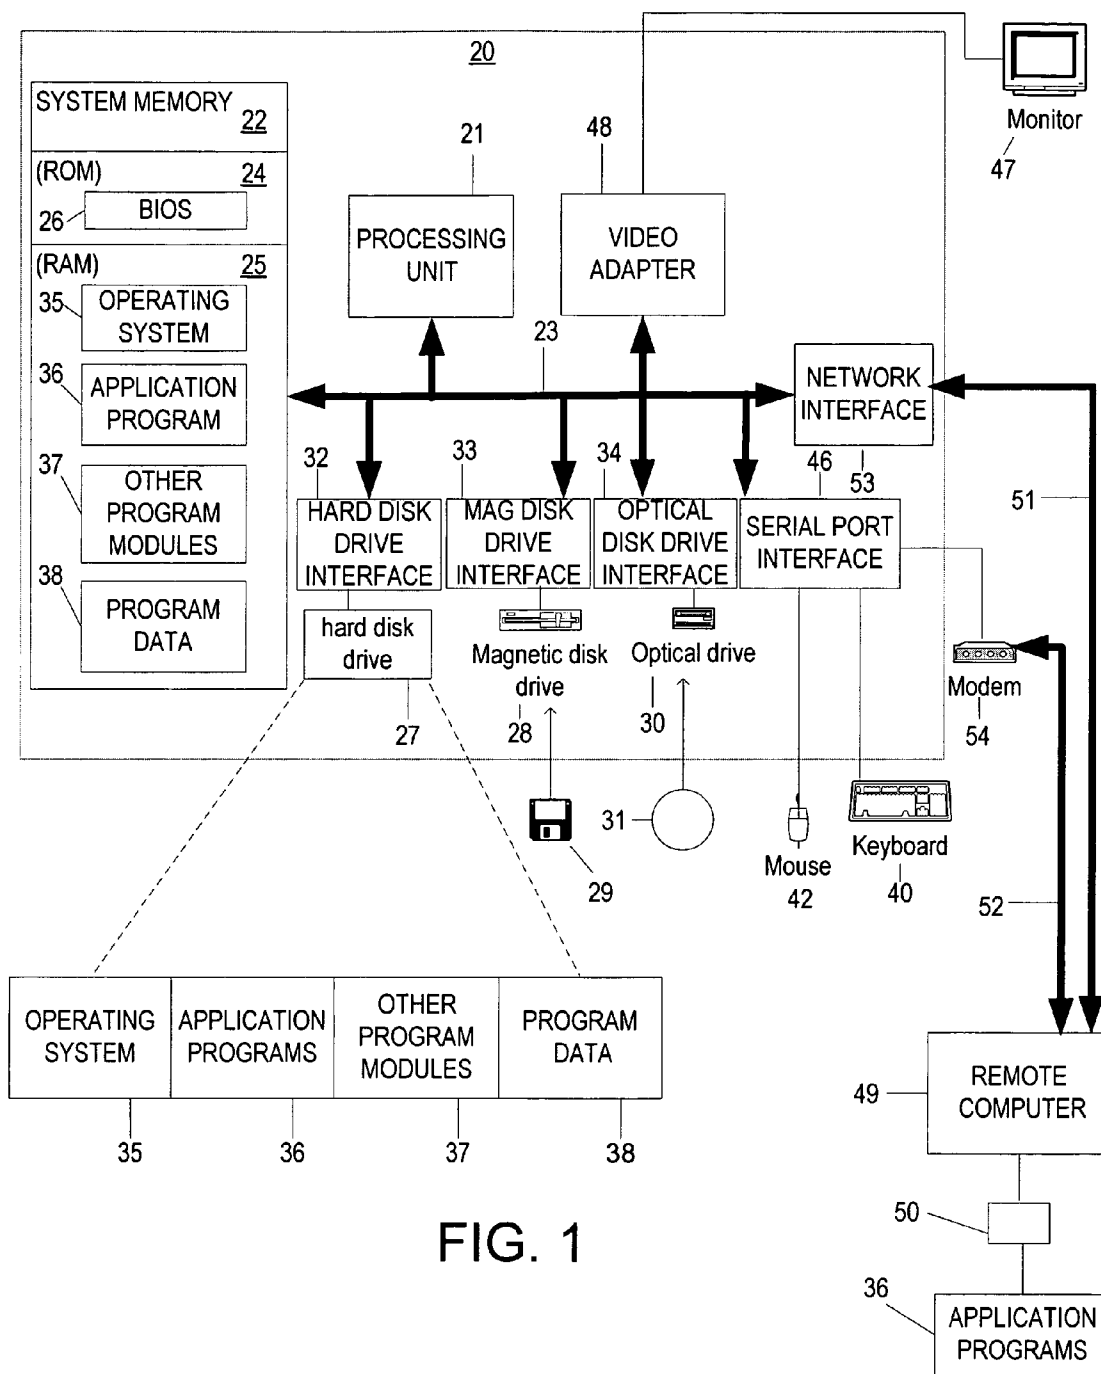 20
SYSTEM MEMORY
22
(ROM)
24
26
BIOS
(RAM)
25
35
OPERATING
SYSTEM
36
APPLICATION
PROGRAM
37
OTHER
PROGRAM
MODULES
38
PROGRAM
DATA
21
PROCESSING
UNIT
48
VIDEO
ADAPTER
Monitor
47
23
NETWORK
INTERFACE
53
32
HARD DISK
DRIVE
INTERFACE
33
MAG DISK
DRIVE
INTERFACE
34
OPTICAL
DISK DRIVE
INTERFACE
46
SERIAL PORT
INTERFACE
51
hard disk
drive
27
Magnetic disk
drive
28
Optical drive
30
Modem
54
29
31
Mouse
42
Keyboard
40
52
OPERATING
SYSTEM
APPLICATION
PROGRAMS
OTHER
PROGRAM
MODULES
PROGRAM
DATA
35
36
37
38
49
REMOTE
COMPUTER
50
36
APPLICATION
PROGRAMS
FIG. 1